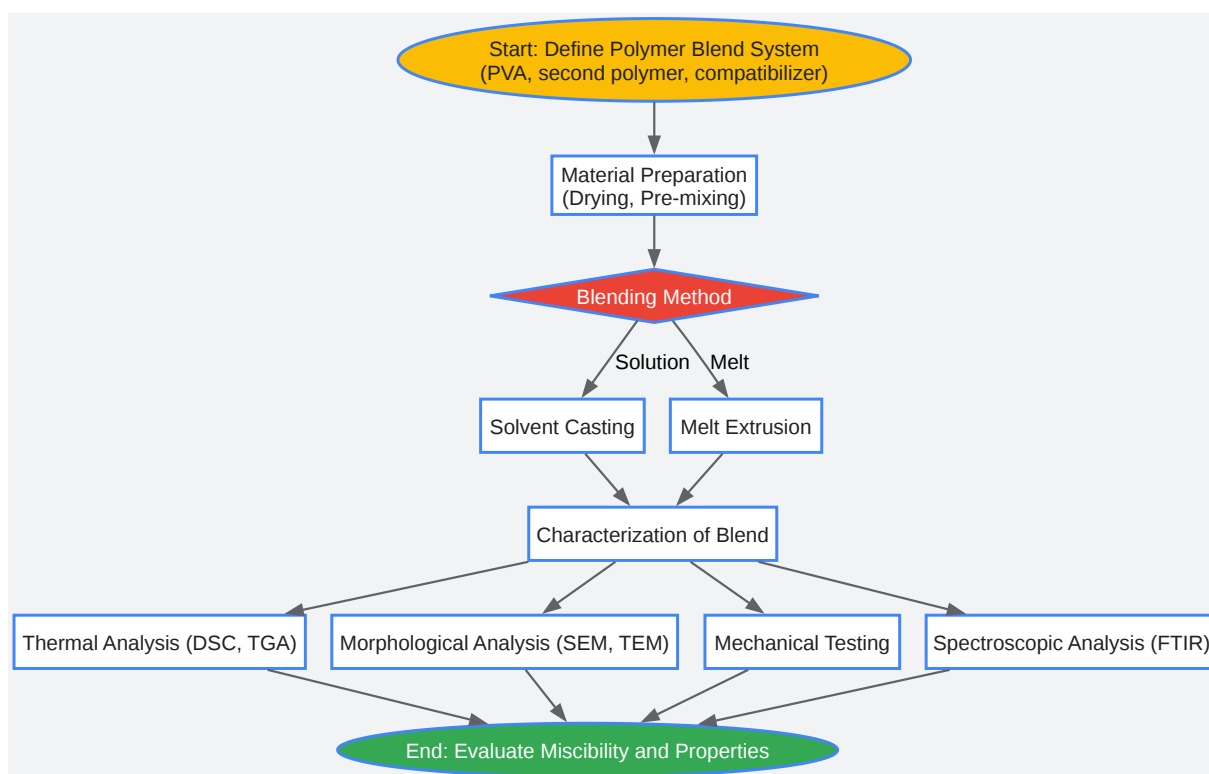 Start: Define Polymer Blend System
(PVA, second polymer, compatibilizer)
Material Preparation
(Drying, Pre-mixing)
Blending Method
Solution
Melt
Solvent Casting
Melt Extrusion
Characterization of Blend
Thermal Analysis (DSC, TGA)
Morphological Analysis (SEM, TEM)
Mechanical Testing
Spectroscopic Analysis (FTIR)
End: Evaluate Miscibility and Properties